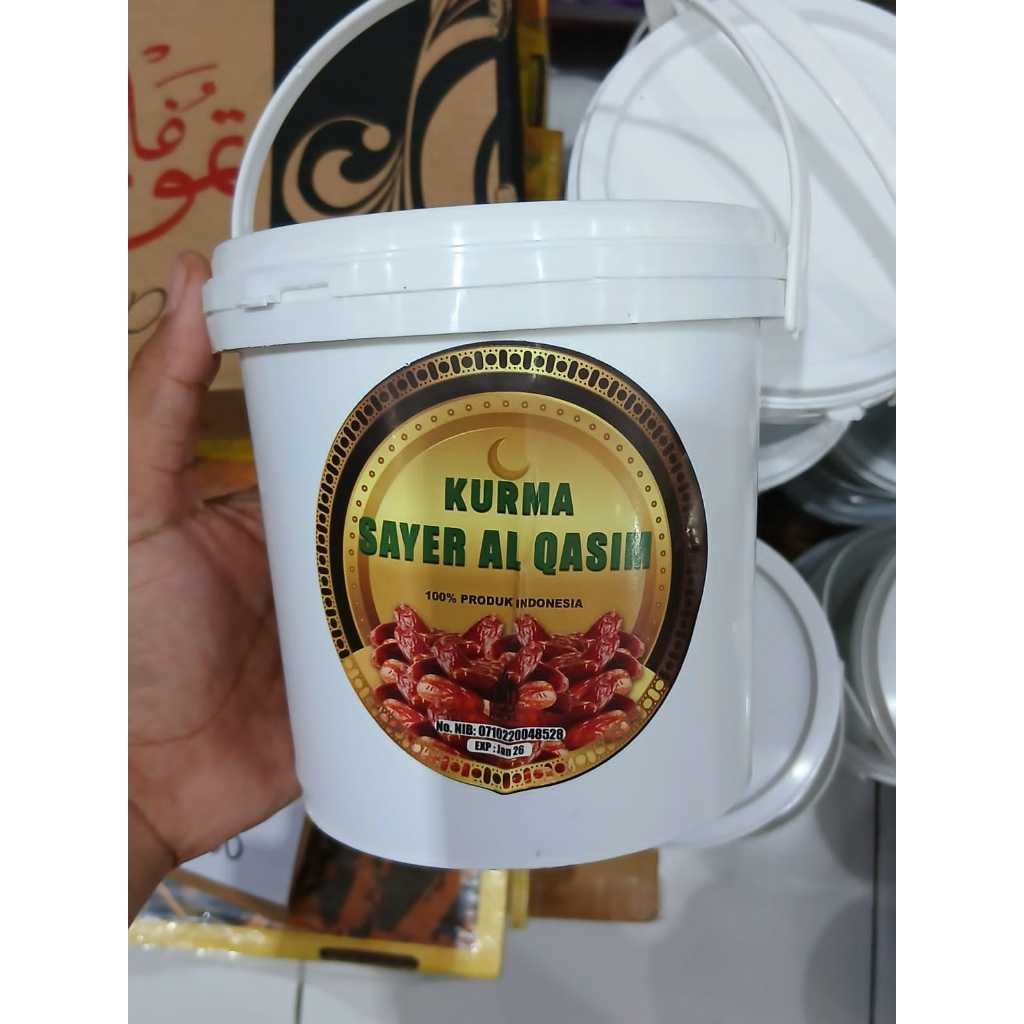 KURMA
SAYER AL QASIM
100% PRODUK INDONESIA
No. NIB: 0710220048528
EXP : Jan 26